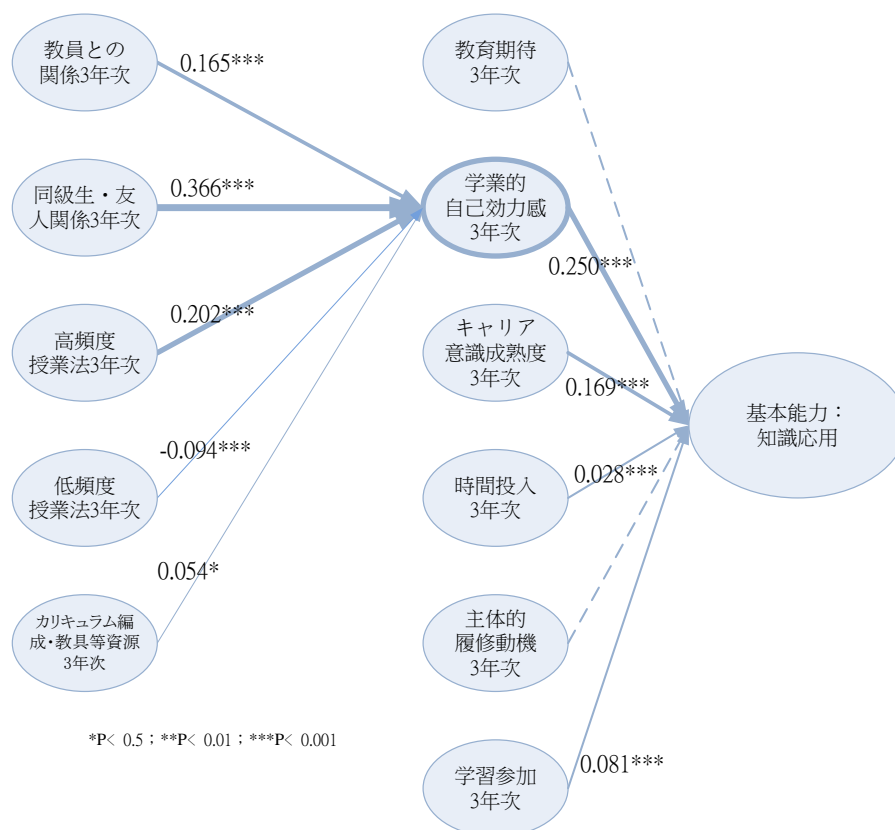 教員との
関係3年次
0.165***
同級生・友
人関係3年次
0.366***
高頻度
授業法3年次
0.202***
低頻度
授業法3年次
-0.094***
カリキュラム編
成・教具等資源
3年次
0.054*
教育期待
3年次
学業的
自己効力感
3年次
0.250***
キャリア
意識成熟度
3年次
0.169***
時間投入
3年次
0.028***
主体的
履修動機
3年次
学習参加
3年次
0.081***
基本能力：
知識応用
*P< 0.5；**P< 0.01；***P< 0.001